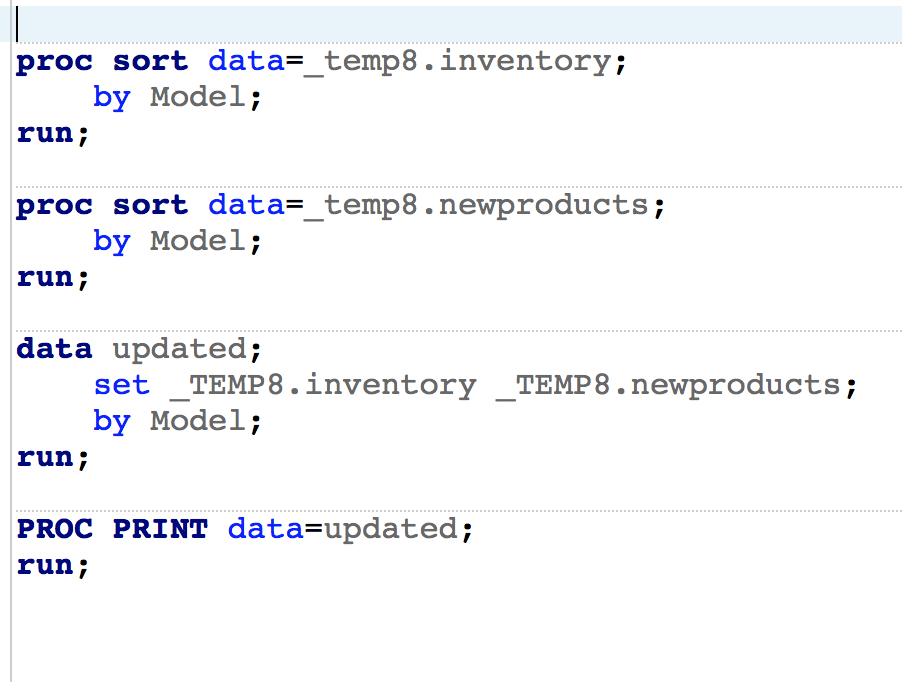 proc sort data=_temp8.inventory;
    by Model;
run;

proc sort data=_temp8.newproducts;
    by Model;
run;

data updated;
    set _TEMP8.inventory _TEMP8.newproducts;
    by Model;
run;

PROC PRINT data=updated;
run;